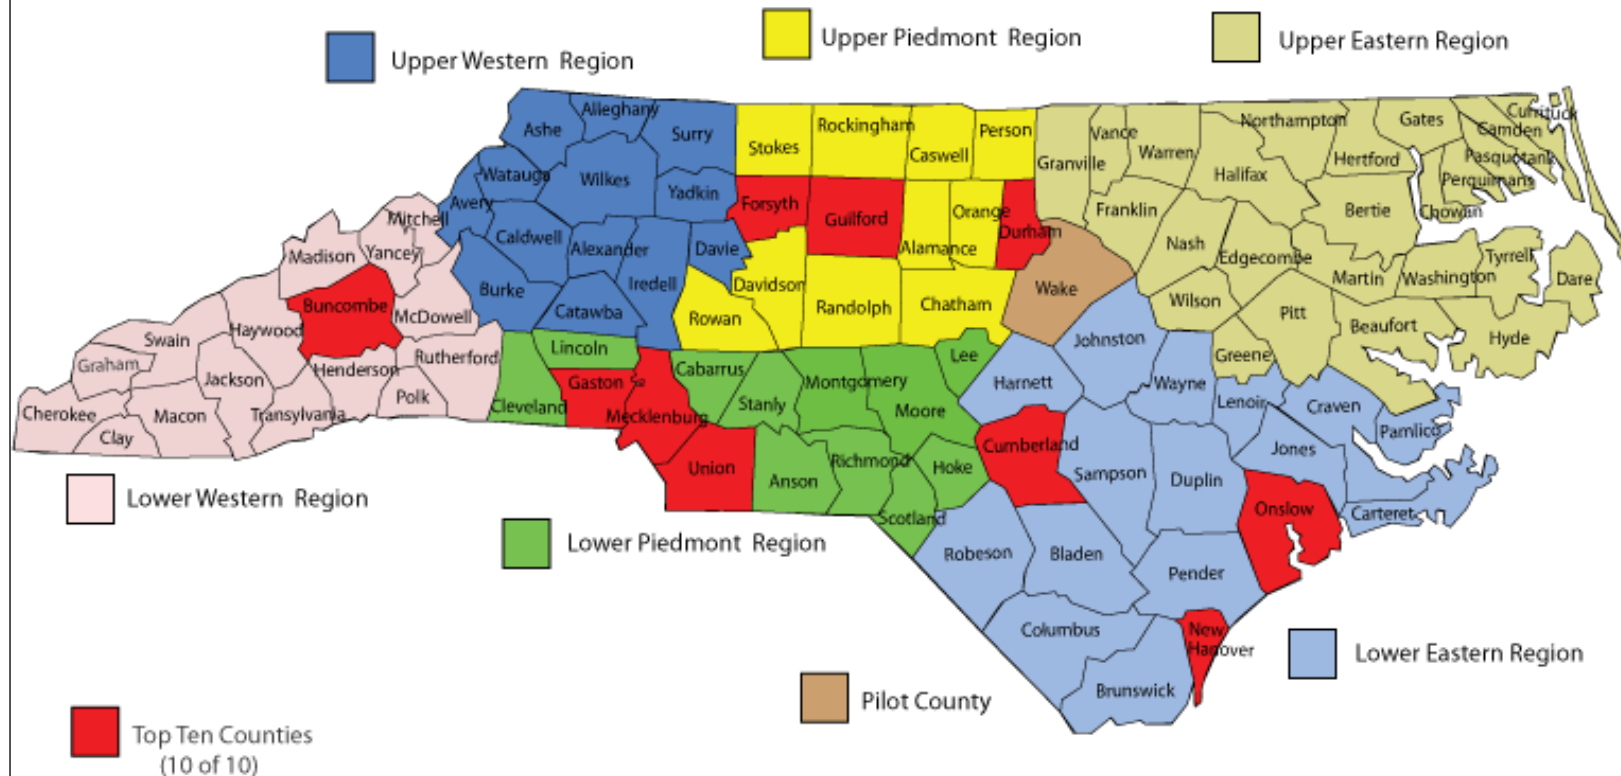 Upper Western Region
Upper Piedmont Region
Upper Eastern Region
Ashe
Alleghany
Surry
Stokes
Rockingham
Caswell
Person
Granville
Vance
Warren
Northampton
Gates
Currituck
Camden
Pasquotank
Perquimans
Chowan
Hertford
Halifax
Bertie
Watauga
Wilkes
Yadkin
Forsyth
Guilford
Alamance
Orange
Durham
Franklin
Nash
Edgecombe
Martin
Washington
Tyrrell
Dare
Mitchell
Avery
Caldwell
Alexander
Iredell
Davie
Davidson
Randolph
Chatham
Wake
Wilson
Pitt
Beaufort
Hyde
Greene
Madison
Yancey
Buncombe
McDowell
Burke
Catawba
Rowan
Swain
Haywood
Graham
Jackson
Henderson
Rutherford
Polk
Cherokee
Macon
Transylvania
Clay
Lincoln
Gaston
Cleveland
Mecklenburg
Cabarrus
Stanly
Montgomery
Lee
Moore
Union
Anson
Richmond
Hoke
Scotland
Johnston
Harnett
Wayne
Lenoir
Craven
Pamlico
Jones
Cumberland
Sampson
Duplin
Onslow
Carteret
Robeson
Bladen
Pender
Columbus
New
Hanover
Brunswick
Lower Western Region
Lower Piedmont Region
Lower Eastern Region
Pilot County
Top Ten Counties
(10 of 10)